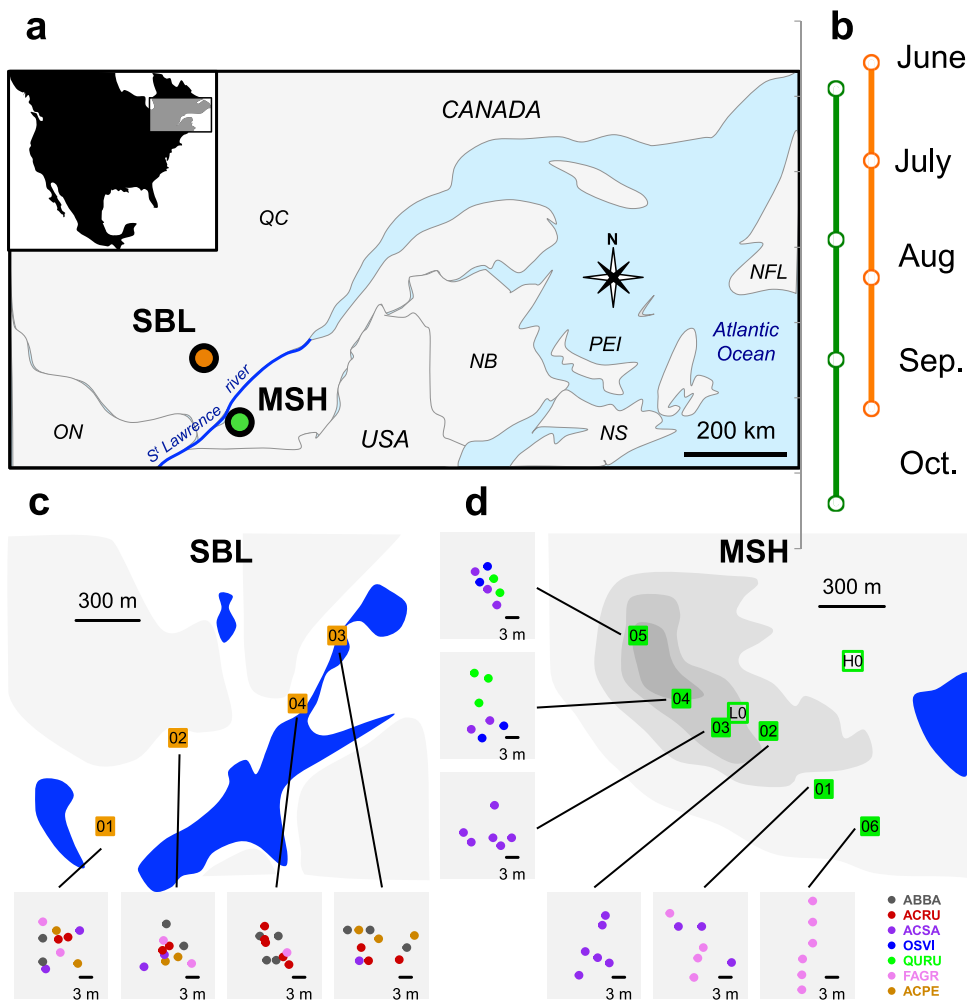 a
b
CANADA
QC
N
NFL
SBL
PEI
Atlantic
Ocean
NB
MSH
ON
Sᵗ Lawrence river
USA
NS
200 km
June
July
Aug
Sep.
Oct.
c
SBL
300 m
03
04
02
01
3 m
3 m
3 m
3 m
d
MSH
300 m
3 m
05
H0
3 m
04
L0
03
02
01
3 m
06
3 m
3 m
3 m
ABBA
ACRU
ACSA
OSVI
QURU
FAGR
ACPE